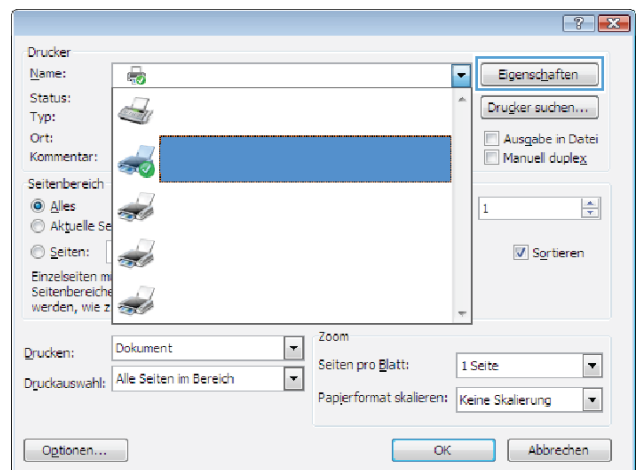 Drucker
Name:
Eigenschaften
Status:
Drucker suchen...
Typ:
Ort:
Ausgabe in Datei
Kommentar:
Manuell duplex
Seitenbereich
Alles
1
Aktuelle Se
Seiten:
Sortieren
Einzelseiten m
Seitenbereiche
werden, wie z
Zoom
Drucken:
Dokument
Seiten pro Blatt:
1 Seite
Druckauswahl:
Alle Seiten im Bereich
Papierformat skalieren:
Keine Skalierung
Optionen...
OK
Abbrechen